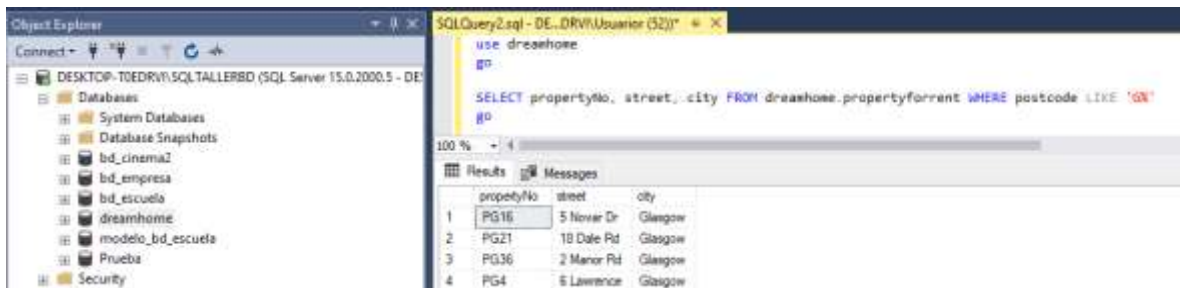 Object Explorer
Connect
DESKTOP-T0EDRVI\SQLTALLERBD (SQL Server 15.0.2000.5 - DE
Databases
System Databases
Database Snapshots
bd_cinema2
bd_empresa
bd_escuela
dreamhome
modelo_bd_escuela
Prueba
Security
SQLQuery2.sql - DE...DRVI\Usuario (52))*
use dreamhome
go
SELECT propertyNo, street, city FROM dreamhome.propertyforrent WHERE postcode LIKE 'G%'
go
100 %
Results Messages
propertyNo street city
1 PG16 5 Novar Dr Glasgow
2 PG21 18 Dale Rd Glasgow
3 PG36 2 Manor Rd Glasgow
4 PG4 6 Lawrence Glasgow